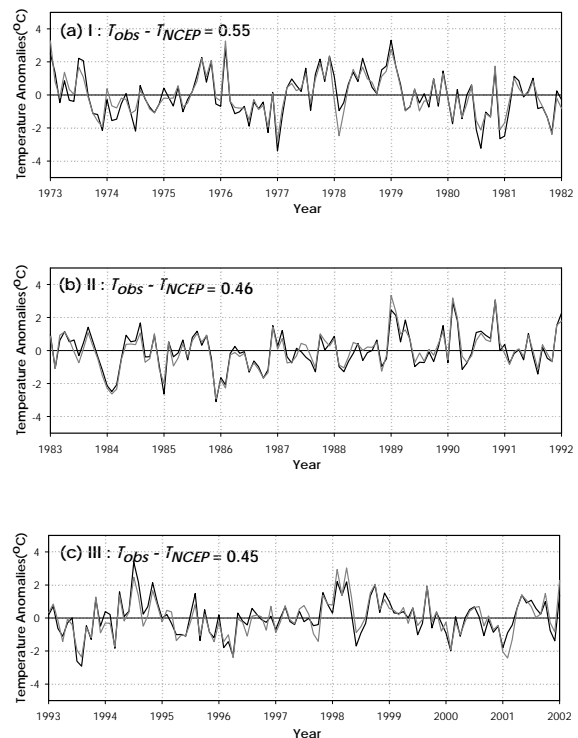 (a) I : Tobs - TNCEP = 0.55
Temperature Anomalies(°C)
4
2
0
-2
-4
1973 1974 1975 1976 1977 1978 1979 1980 1981 1982
Year
(b) II : Tobs - TNCEP = 0.46
Temperature Anomalies(°C)
4
2
0
-2
-4
1983 1984 1985 1986 1987 1988 1989 1990 1991 1992
Year
(c) III : Tobs - TNCEP = 0.45
Temperature Anomalies(°C)
4
2
0
-2
-4
1993 1994 1995 1996 1997 1998 1999 2000 2001 2002
Year